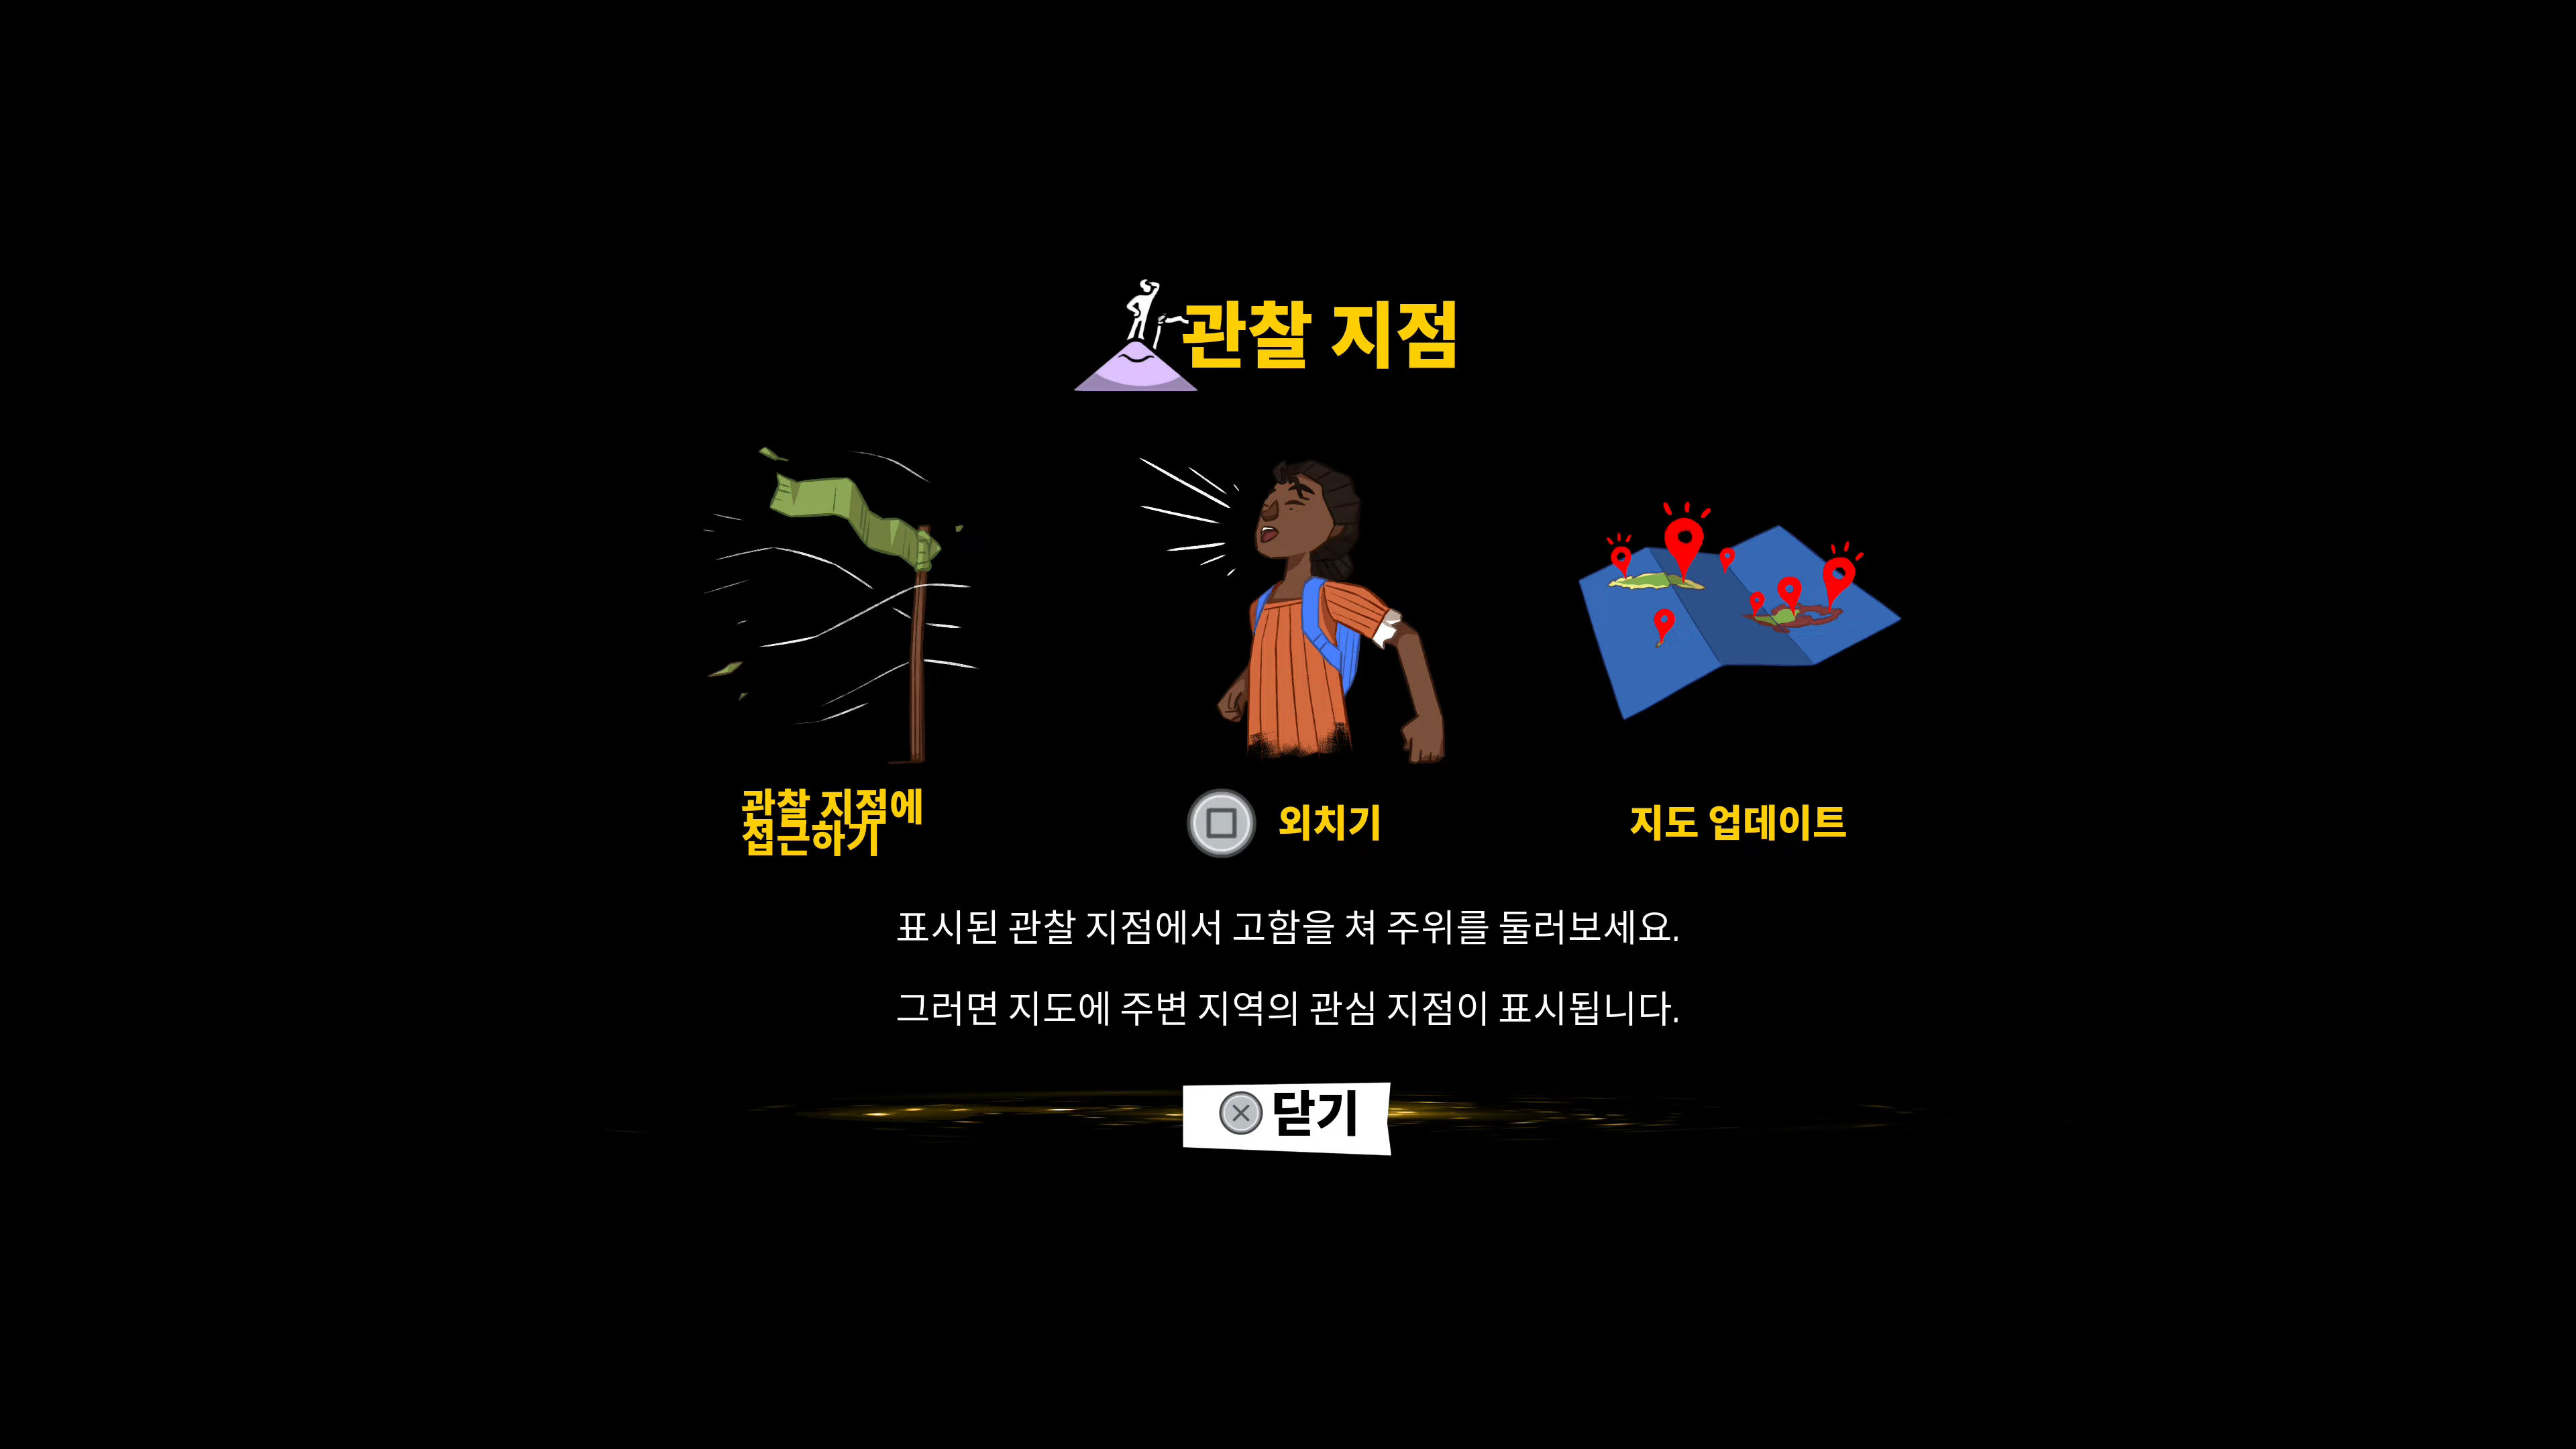 관찰 지점
관찰 지점에
접근하기
외치기
지도 업데이트
표시된 관찰 지점에서 고함을 쳐 주위를 둘러보세요.
그러면 지도에 주변 지역의 관심 지점이 표시됩니다.
닫기